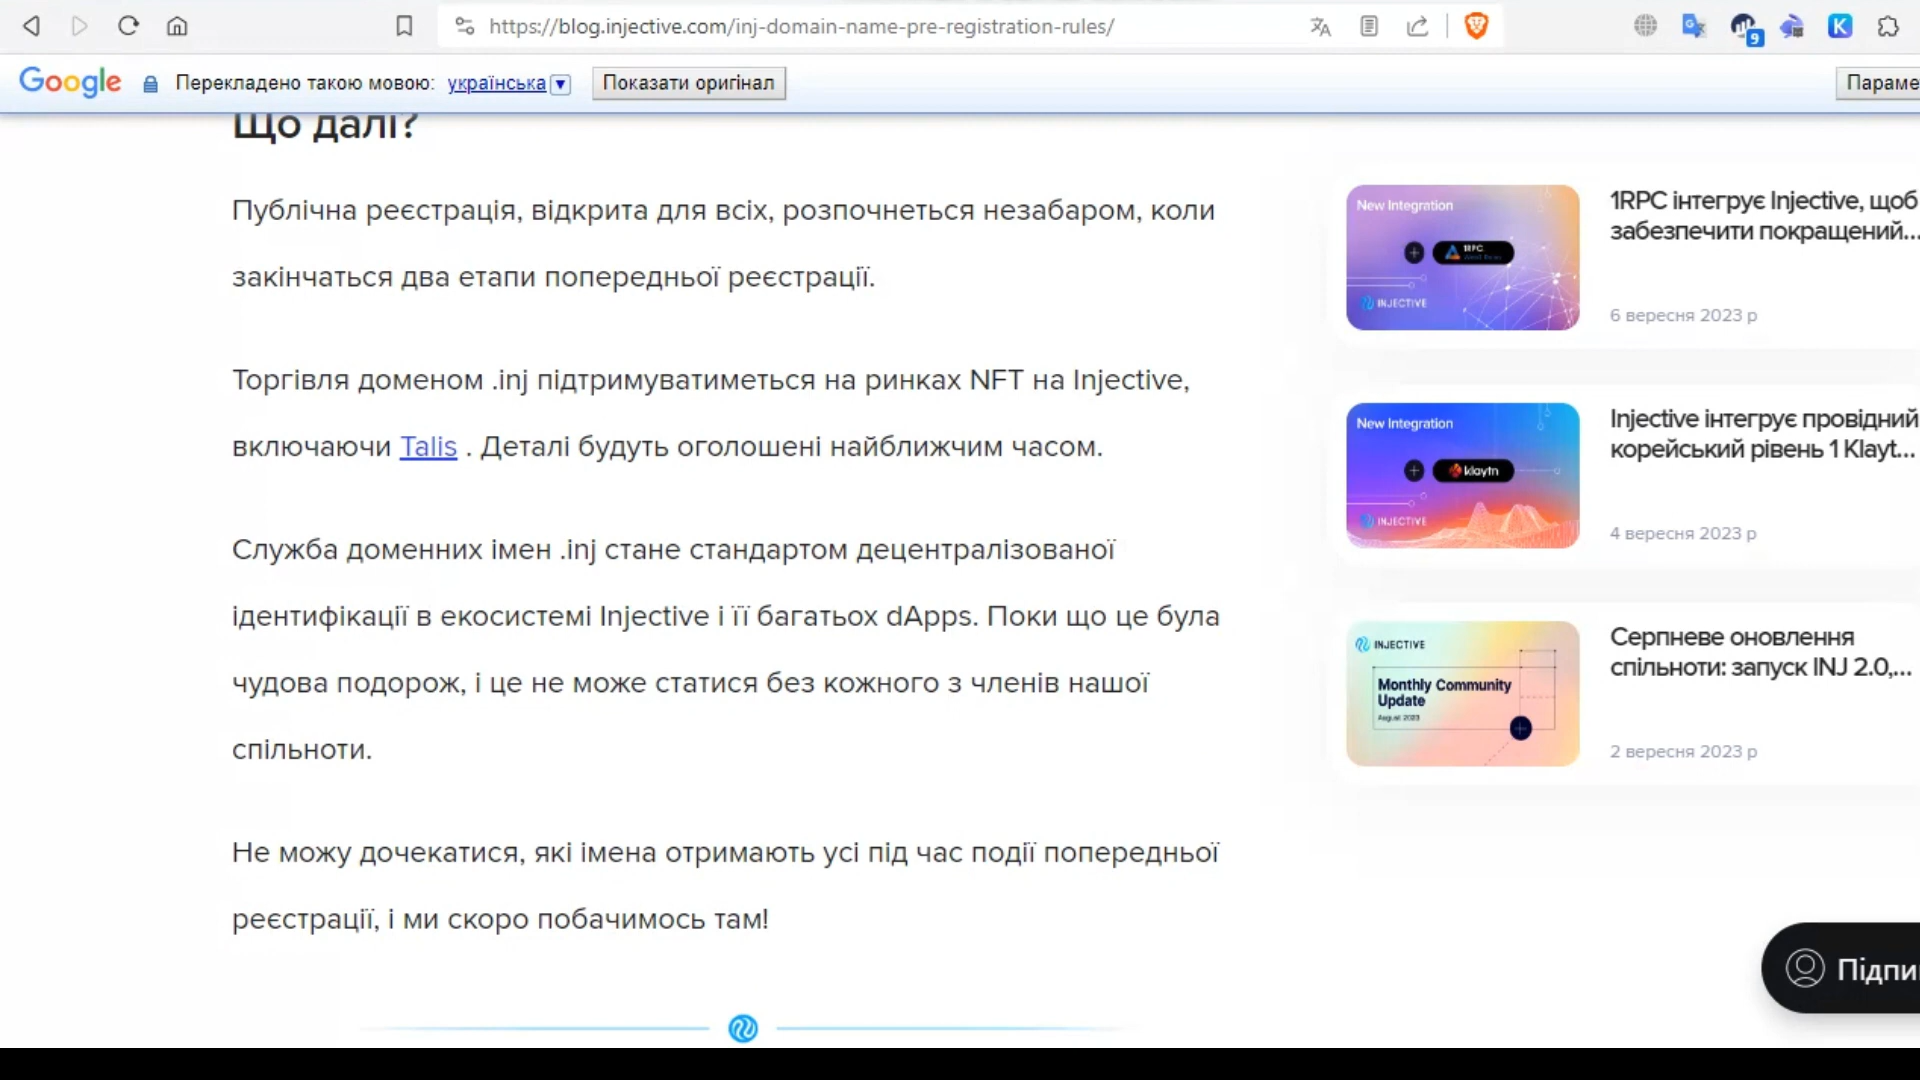 https://blog.injective.com/inj-domain-name-pre-registration-rules/
9
K
Google
Перекладено такою мовою: українська
Показати оригінал
Параме
Що далі?
Публічна реєстрація, відкрита для всіх, розпочнеться незабаром, коли
закінчаться два етапи попередньої реєстрації.
Торгівля доменом .inj підтримуватиметься на ринках NFT на Injective,
включаючи Talis . Деталі будуть оголошені найближчим часом.
Служба доменних імен .inj стане стандартом децентралізованої
ідентифікації в екосистемі Injective і її багатьох dApps. Поки що це була
чудова подорож, і це не може статися без кожного з членів нашої
спільноти.
Не можу дочекатися, які імена отримають усі під час події попередньої
реєстрації, і ми скоро побачимось там!
New Integration
1RPC
INJECTIVE
1RPC інтегрує Injective, щоб
забезпечити покращений...
6 вересня 2023 р
New Integration
klaytn
INJECTIVE
Injective інтегрує провідний
корейський рівень 1 Klayt...
4 вересня 2023 р
INJECTIVE
Monthly Community
Update
August 2023
Серпневе оновлення
спільноти: запуск INJ 2.0,...
2 вересня 2023 р
Підпи